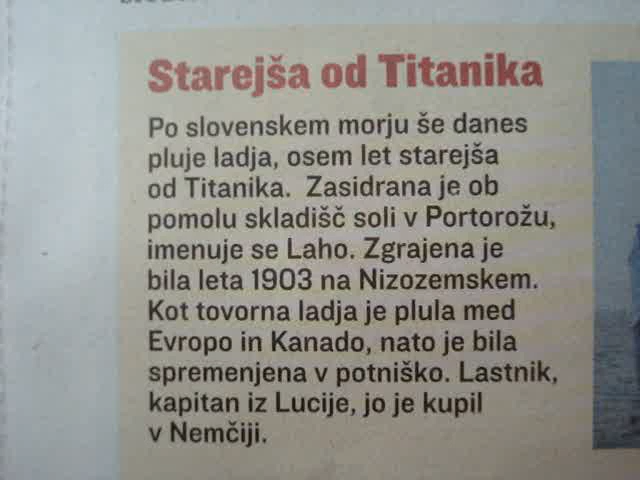 Starejša od Titanika
Po slovenskem morju še danes
pluje ladja, osem let starejša
od Titanika. Zasidrana je ob
pomolu skladišč soli v Portorožu,
imenuje se Laho. Zgrajena je
bila leta 1903 na Nizozemskem.
Kot tovorna ladja je plula med
Evropo in Kanado, nato je bila
spremenjena v potniško. Lastnik,
kapitan iz Lucije, jo je kupil
v Nemčiji.